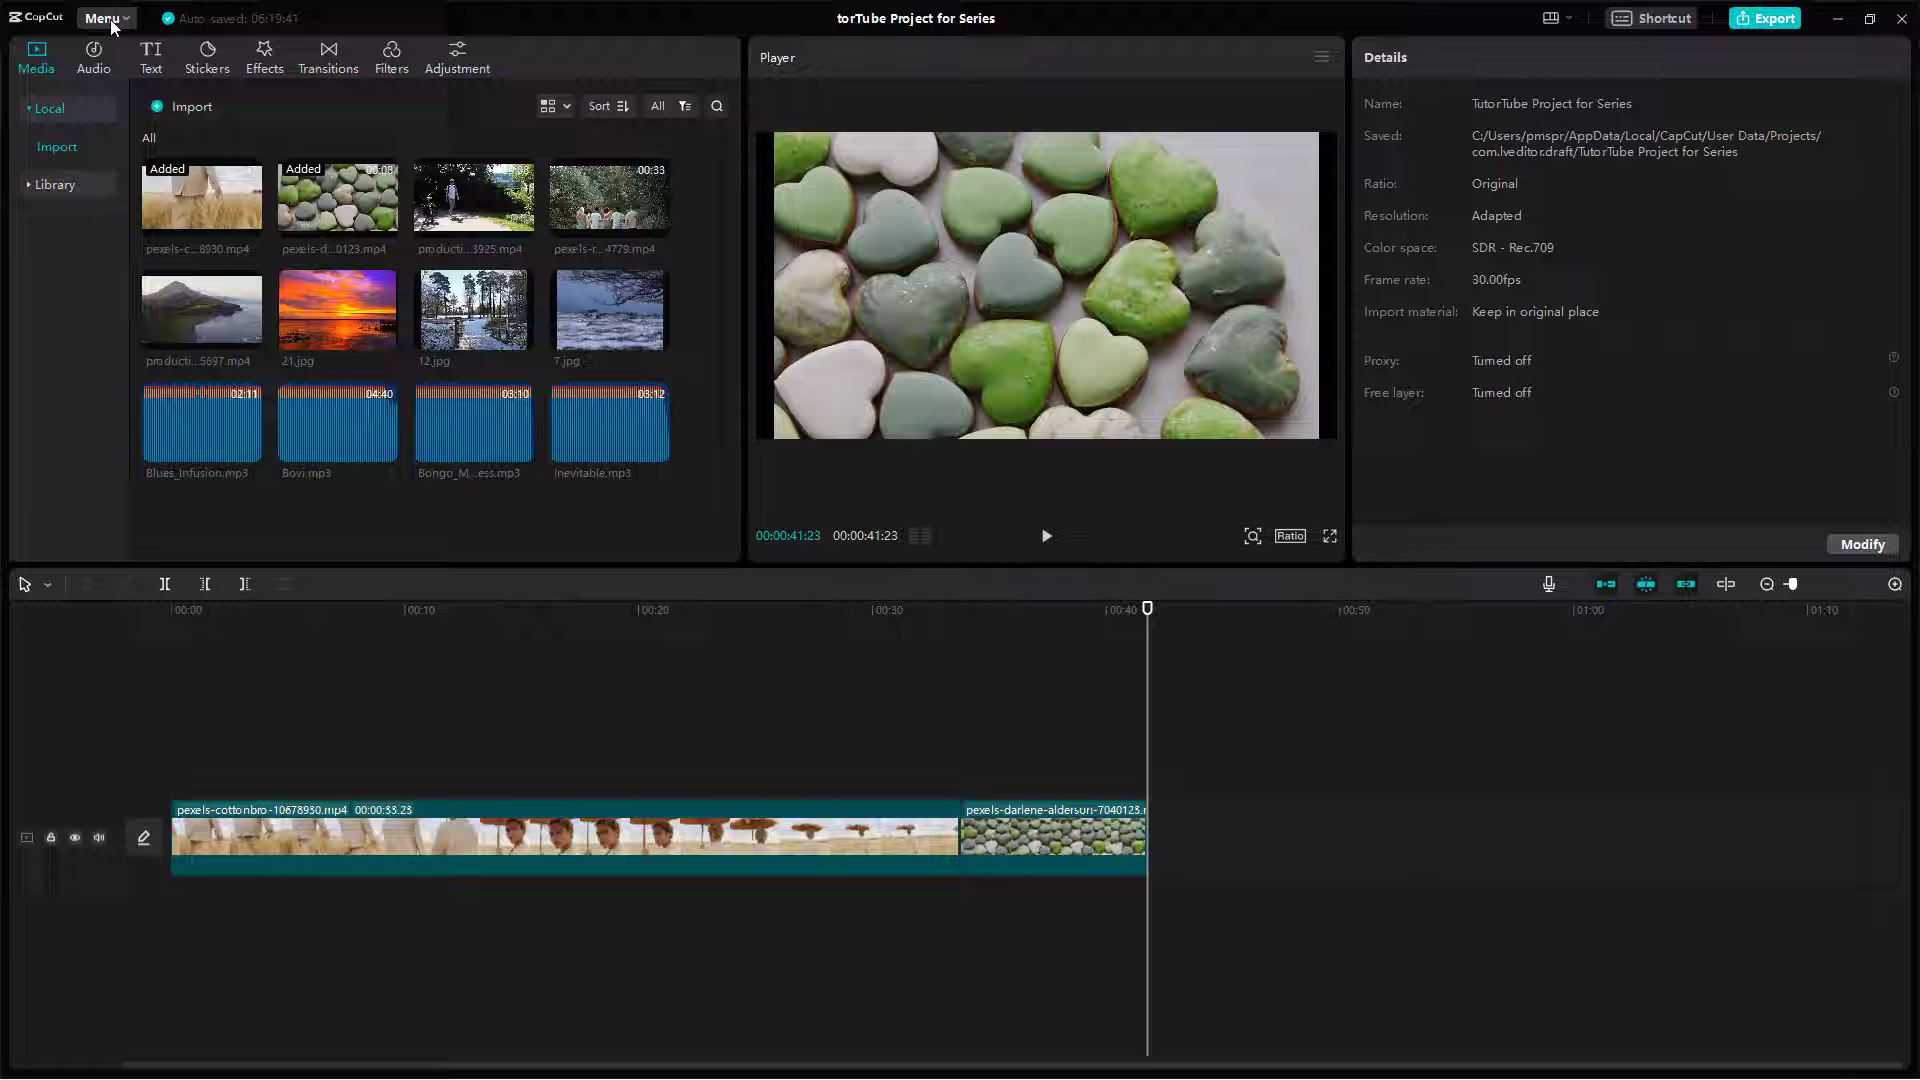 CapCut
Menu
Auto saved: 06:19:41
torTube Project for Series
Shortcut
Export
Media
Audio
TI
Text
Stickers
Effects
Transitions
Filters
Adjustment
Local
Import
Library
Import
Sort
All
All
Added
Added
00:08
00:33
pexels-c...8930.mp4
pexels-d...0123.mp4
producti...3925.mp4
pexels-r...4779.mp4
producti...5697.mp4
21.jpg
12.jpg
7.jpg
02:11
04:40
03:10
03:12
Blues_Infusion.mp3
Bovi.mp3
Bongo_M...ess.mp3
Inevitable.mp3
Player
00:00:41:23
00:00:41:23
Ratio
Details
Name: TutorTube Project for Series
Saved: C:/Users/pmspr/AppData/Local/CapCut/User Data/Projects/
com.lveditor.draft/TutorTube Project for Series
Ratio: Original
Resolution: Adapted
Color space: SDR - Rec.709
Frame rate: 30.00fps
Import material: Keep in original place
Proxy: Turned off
Free layer: Turned off
Modify
00:00
00:10
00:20
00:30
00:40
00:50
01:00
01:10
pexels-cottonbro-10678930.mp4 00:00:33:23
pexels-darlene-alderson-7040123.